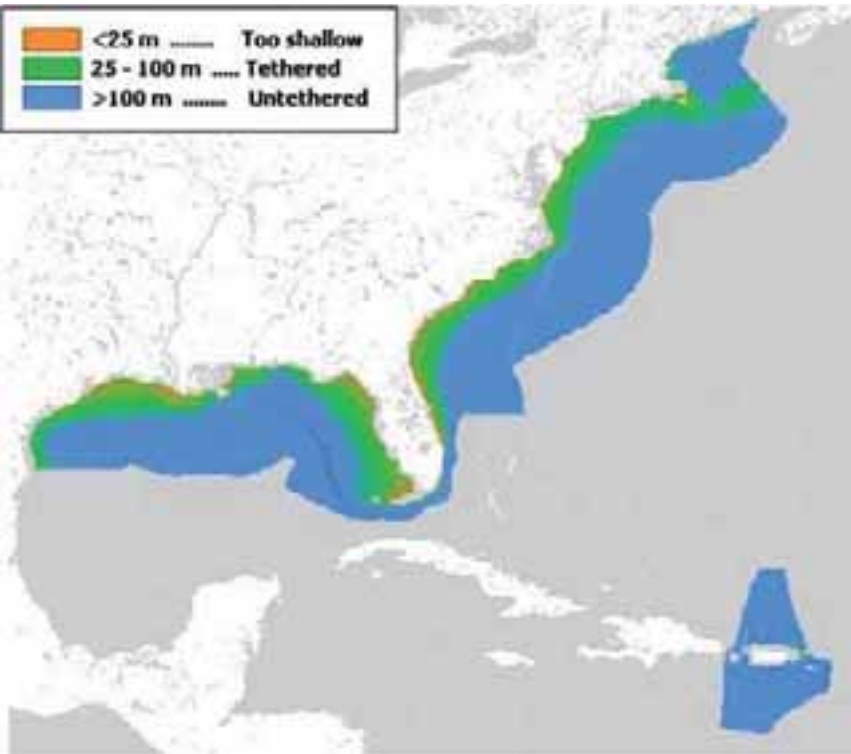 <25 m ........ Too shallow
25 - 100 m ..... Tethered
>100 m ........ Untethered